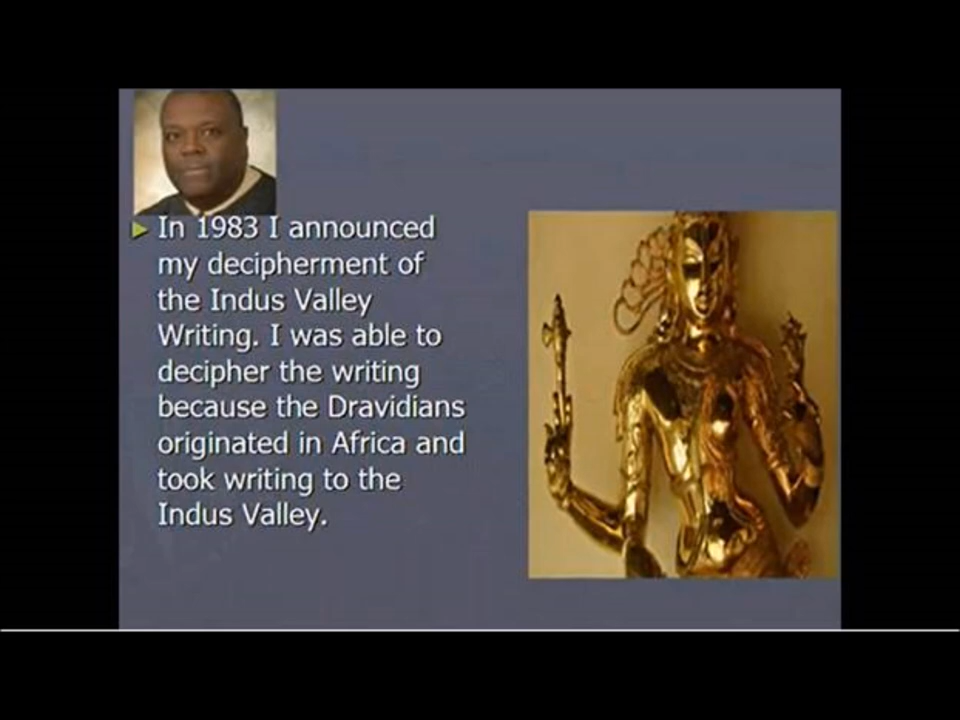 In 1983 I announced
my decipherment of
the Indus Valley
Writing. I was able to
decipher the writing
because the Dravidians
originated in Africa and
took writing to the
Indus Valley.